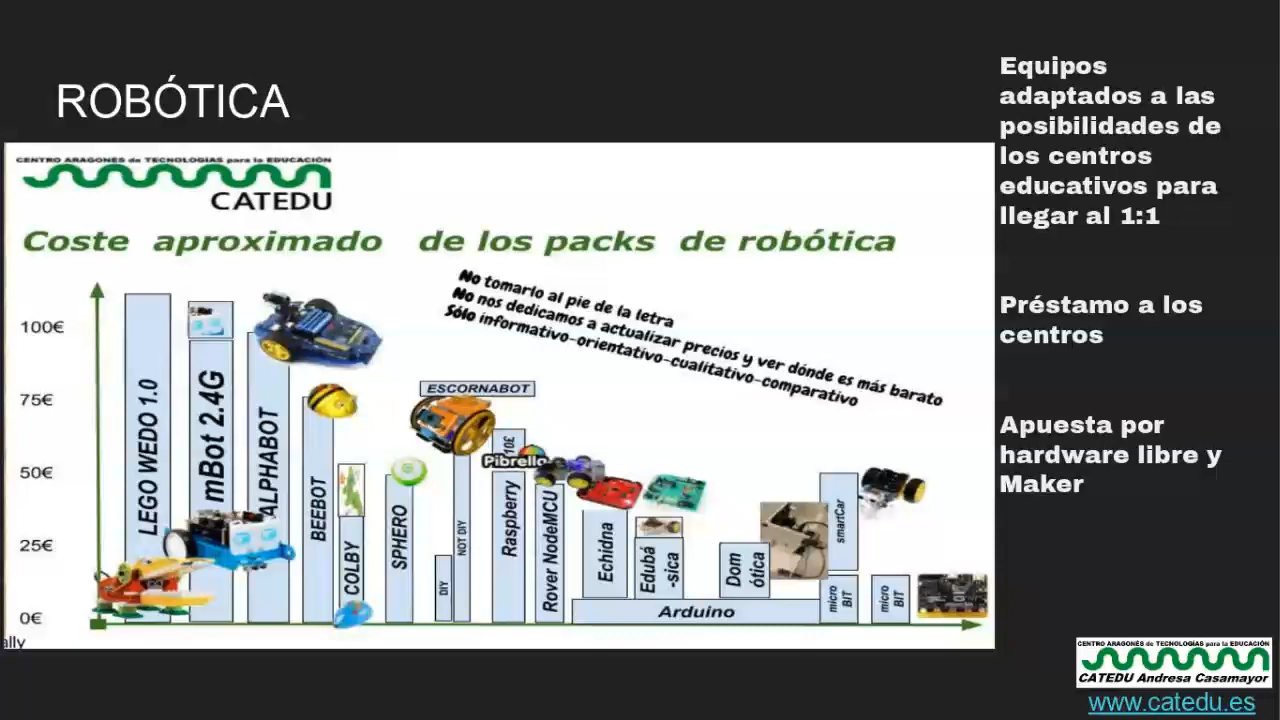 ROBÓTICA
CENTRO ARAGONÉS de TECNOLOGÍAS para la EDUCACIÓN
CATEDU
Coste aproximado de los packs de robótica
No tomarlo al pie de la letra
No nos dedicamos a actualizar precios y ver dónde es más barato
Sólo informativo-orientativo-cualitativo-comparativo
100€
75€
50€
25€
0€
ally
LEGO WEDO 1.0
mBot 2.4G
ALPHABOT
BEEBOT
COLBY
SPHERO
ESCORNABOT
DIY
NOT DIY
10£
Pibrello
Raspberry
Rover NodeMCU
Echidna
Edubá
-sica
Dom
ótica
Arduino
smartCar
micro
BIT
micro
BIT
Equipos
adaptados a las
posibilidades de
los centros
educativos para
llegar al 1:1
Préstamo a los
centros
Apuesta por
hardware libre y
Maker
CENTRO ARAGONÉS de TECNOLOGÍAS para la EDUCACIÓN
CATEDU Andresa Casamayor
www.catedu.es